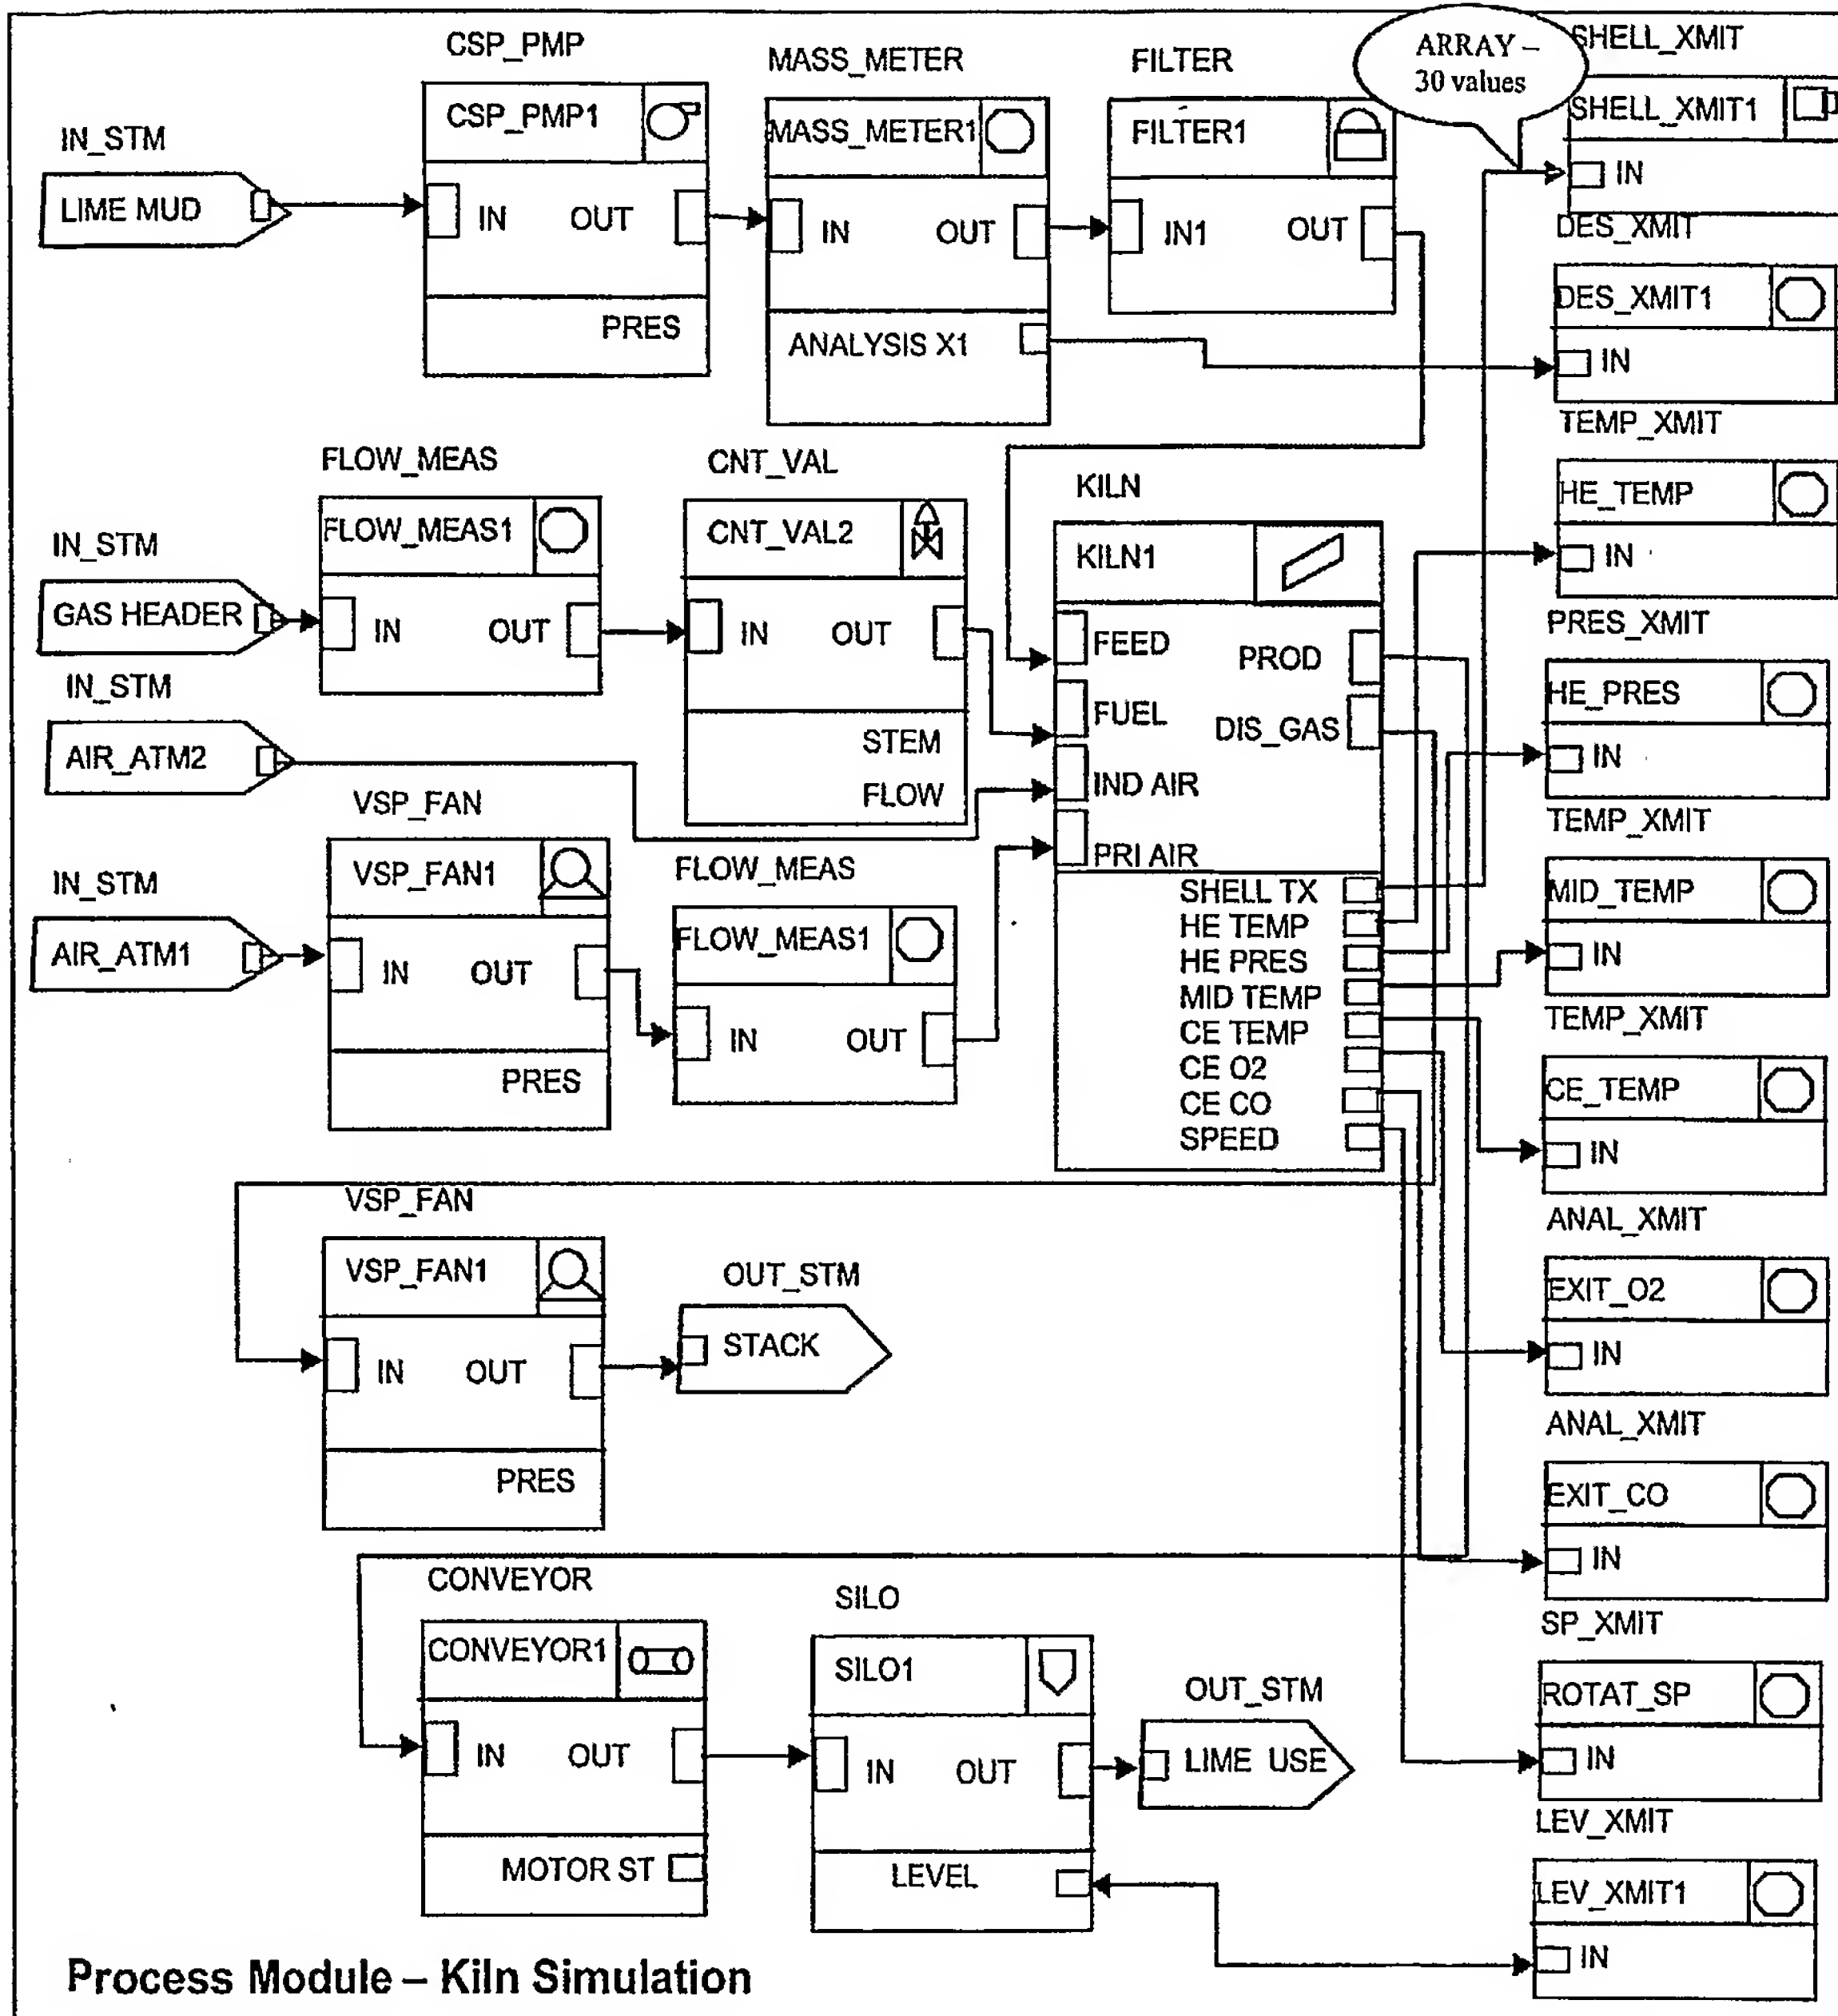 CSP_PMP
MASS_METER
FILTER
ARRAY –
30 values
SHELL_XMIT
IN_STM
LIME MUD
CSP_PMP1
IN OUT
PRES
MASS_METER1
IN OUT
ANALYSIS X1
FILTER1
IN1 OUT
SHELL_XMIT1
IN
DES_XMIT
DES_XMIT1
IN
TEMP_XMIT
HE_TEMP
IN
PRES_XMIT
HE_PRES
IN
TEMP_XMIT
MID_TEMP
IN
TEMP_XMIT
CE_TEMP
IN
ANAL_XMIT
EXIT_O2
IN
ANAL_XMIT
EXIT_CO
IN
SP_XMIT
ROTAT_SP
IN
LEV_XMIT
LEV_XMIT1
IN
IN_STM
GAS HEADER
FLOW_MEAS
FLOW_MEAS1
IN OUT
CNT_VAL
CNT_VAL2
IN OUT
STEM
FLOW
IN_STM
AIR_ATM2
IN_STM
AIR_ATM1
VSP_FAN
VSP_FAN1
IN OUT
PRES
FLOW_MEAS
FLOW_MEAS1
IN OUT
KILN
KILN1
FEED PROD
FUEL DIS_GAS
IND AIR
PRI AIR
SHELL TX
HE TEMP
HE PRES
MID TEMP
CE TEMP
CE O2
CE CO
SPEED
VSP_FAN
VSP_FAN1
IN OUT
PRES
OUT_STM
STACK
CONVEYOR
CONVEYOR1
IN OUT
MOTOR ST
SILO
SILO1
IN OUT
LEVEL
OUT_STM
LIME USE
Process Module – Kiln Simulation